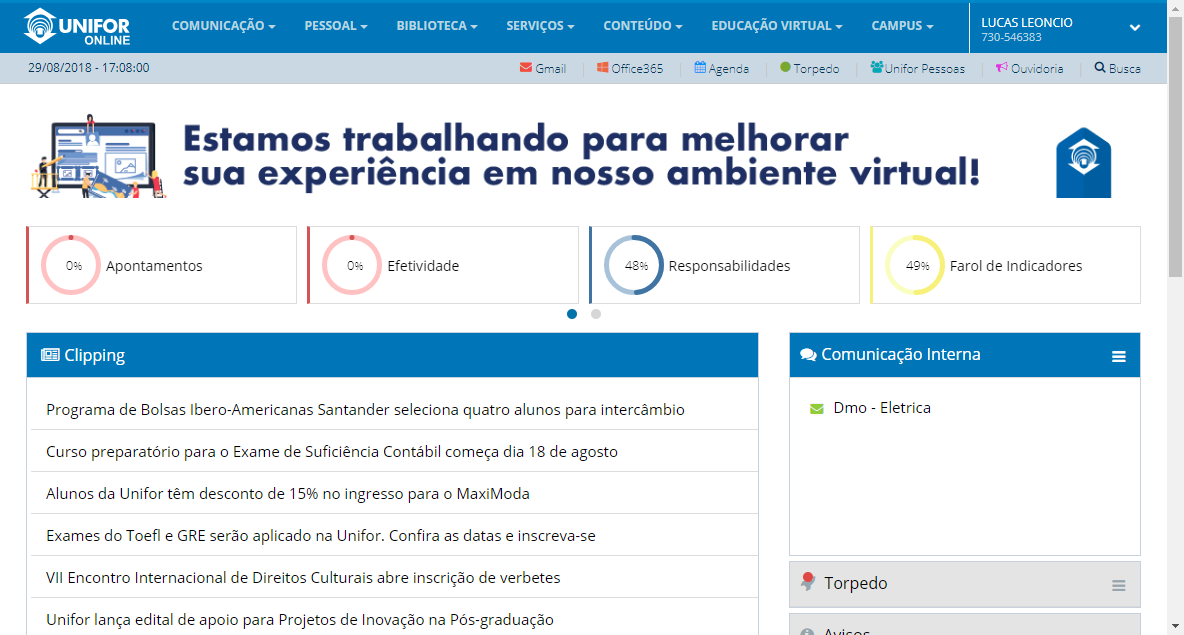 UNIFOR
ONLINE
COMUNICAÇÃO
PESSOAL
BIBLIOTECA
SERVIÇOS
CONTEÚDO
EDUCAÇÃO VIRTUAL
CAMPUS
LUCAS LEONCIO
730-546383
29/08/2018 - 17:08:00
Gmail
Office365
Agenda
Torpedo
Unifor Pessoas
Ouvidoria
Busca
Estamos trabalhando para melhorar
sua experiência em nosso ambiente virtual!
0% Apontamentos
0% Efetividade
48% Responsabilidades
49% Farol de Indicadores
Clipping
Programa de Bolsas Ibero-Americanas Santander seleciona quatro alunos para intercâmbio
Curso preparatório para o Exame de Suficiência Contábil começa dia 18 de agosto
Alunos da Unifor têm desconto de 15% no ingresso para o MaxiModa
Exames do Toefl e GRE serão aplicado na Unifor. Confira as datas e inscreva-se
VII Encontro Internacional de Direitos Culturais abre inscrição de verbetes
Unifor lança edital de apoio para Projetos de Inovação na Pós-graduação
Comunicação Interna
Dmo - Eletrica
Torpedo
Avisos